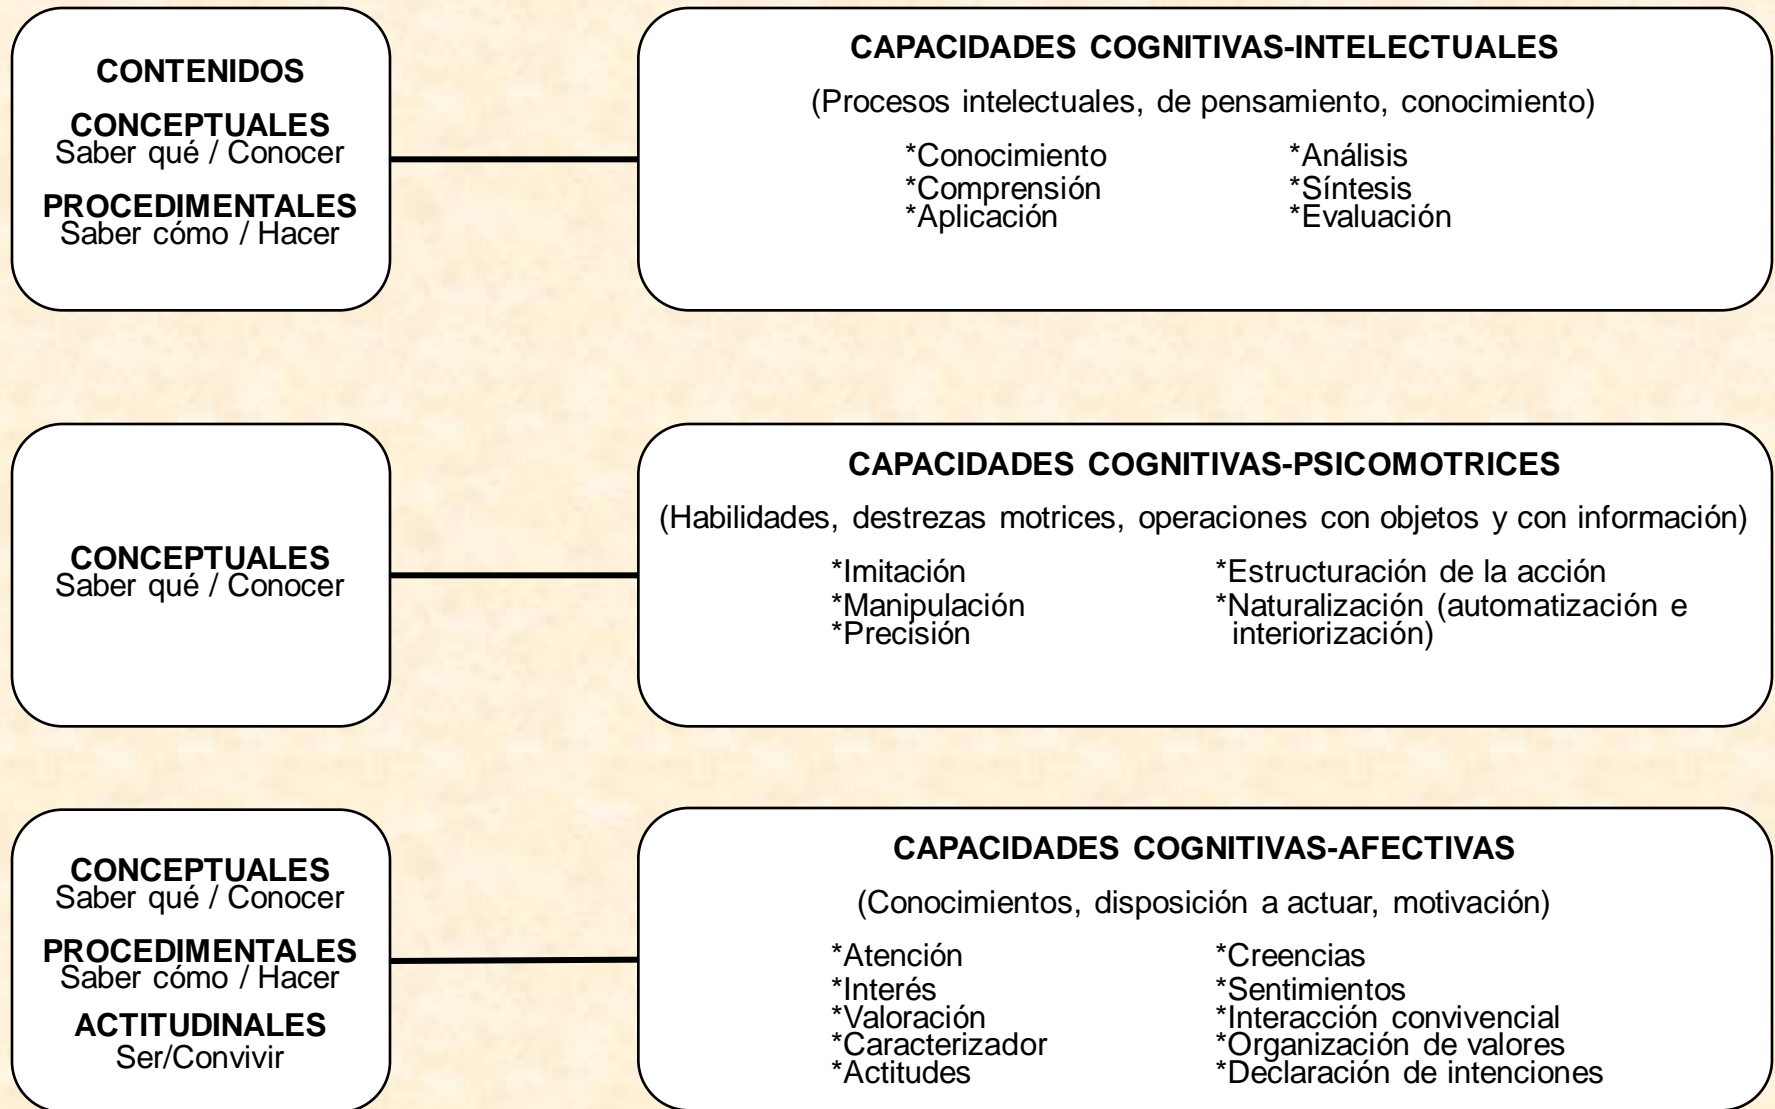 CONTENIDOS
CONCEPTUALES
Saber qué / Conocer
PROCEDIMENTALES
Saber cómo / Hacer
CAPACIDADES COGNITIVAS-INTELECTUALES
(Procesos intelectuales, de pensamiento, conocimiento)
*Conocimiento
*Comprensión
*Aplicación
*Análisis
*Síntesis
*Evaluación
CONCEPTUALES
Saber qué / Conocer
CAPACIDADES COGNITIVAS-PSICOMOTRICES
(Habilidades, destrezas motrices, operaciones con objetos y con información)
*Imitación
*Manipulación
*Precisión
*Estructuración de la acción
*Naturalización (automatización e
interiorización)
CONCEPTUALES
Saber qué / Conocer
PROCEDIMENTALES
Saber cómo / Hacer
ACTITUDINALES
Ser/Convivir
CAPACIDADES COGNITIVAS-AFECTIVAS
(Conocimientos, disposición a actuar, motivación)
*Atención
*Interés
*Valoración
*Caracterizador
*Actitudes
*Creencias
*Sentimientos
*Interacción convivencial
*Organización de valores
*Declaración de intenciones